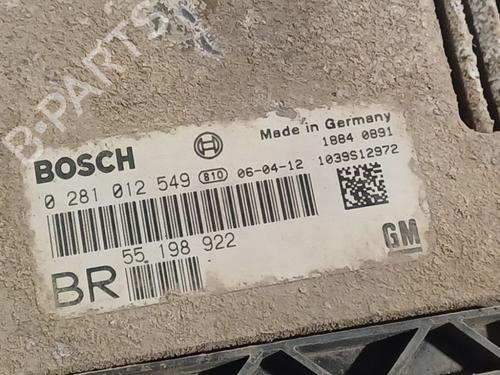 B-PARTS
BOSCH
Made in Germany
1884 0891
0 281 012 549 810 06-04-12 1039S12972
55 198 922
BR
GM